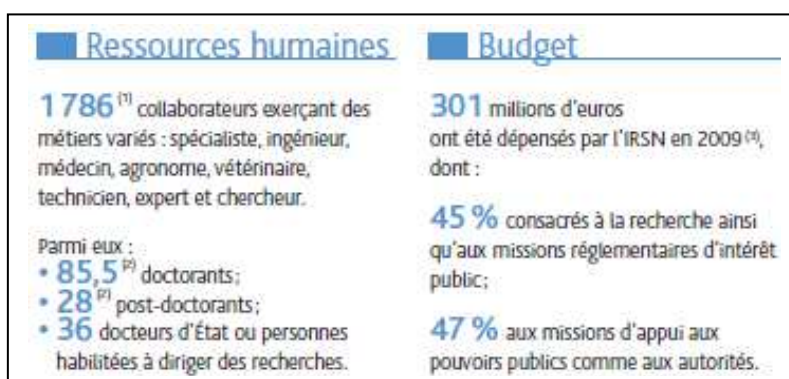 Ressources humaines
1 786 (1) collaborateurs exerçant des
métiers variés : spécialiste, ingénieur,
médecin, agronome, vétérinaire,
technicien, expert et chercheur.
Parmi eux :
• 85,5 (2) doctorants;
• 28 (2) post-doctorants;
• 36 docteurs d'État ou personnes
habilitées à diriger des recherches.
Budget
301 millions d'euros
ont été dépensés par l'IRSN en 2009 (3),
dont :
45 % consacrés à la recherche ainsi
qu'aux missions réglementaires d'intérêt
public;
47 % aux missions d'appui aux
pouvoirs publics comme aux autorités.